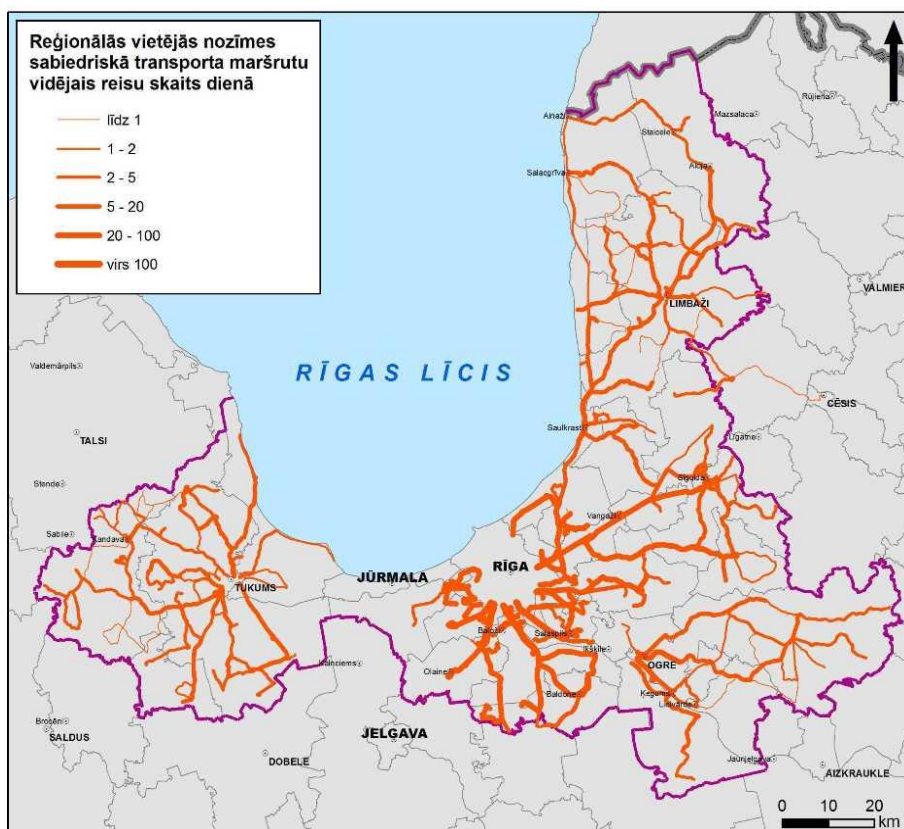 Reģionālās vietējās nozīmes
sabiedriskā transporta maršrutu
vidējais reisu skaits dienā
līdz 1
1 - 2
2 - 5
5 - 20
20 - 100
virs 100
Rūjiena
Mazsalaca
Ainaži
Staicele
Aloja
Salacgrīva
VALMIER
LIMBAŽI
Valdemārpils
RĪGAS LĪCIS
CĒSIS
Saulkrasti
TALSI
Līgatne
Sigulda
Stende
Vangaži
Sabile
Kandava
RĪGA
JŪRMALA
TUKUMS
Baloži
Salaspils
Ikšķile
Kalnciems
Olaine
OGRE
Baldone
Ķegums
Lielvārde
Brocēni
SALDUS
JELGAVA
DOBELE
Jaunjelgava
AIZKRAUKLE
0 10 20
km